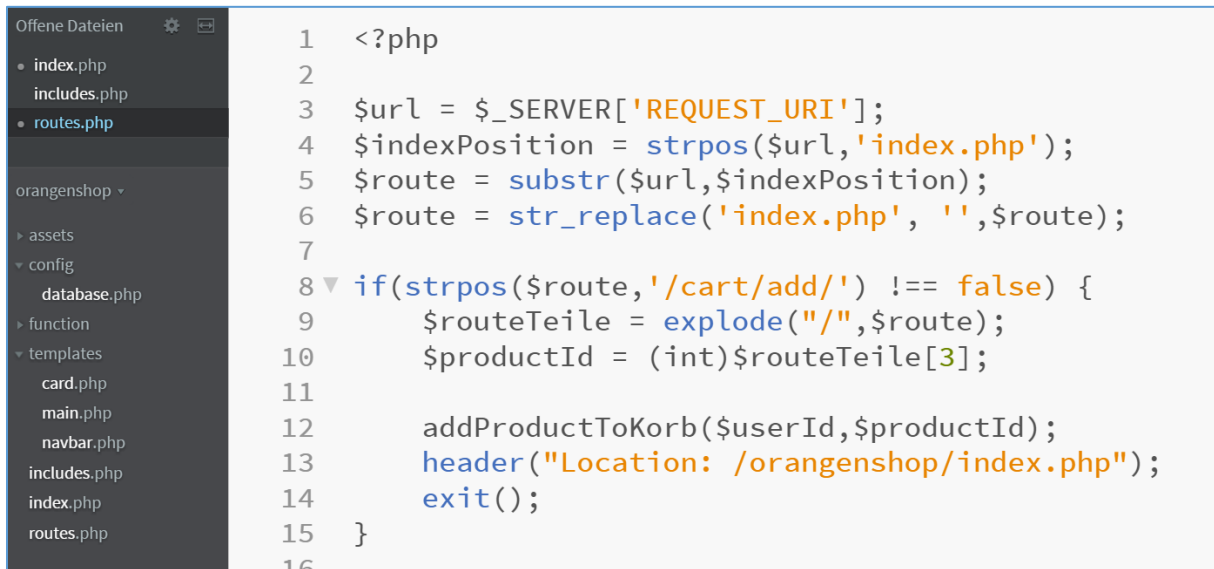 Offene Dateien
index.php
includes.php
routes.php
orangenshop
assets
config
database.php
function
templates
card.php
main.php
navbar.php
includes.php
index.php
routes.php
1 <?php
2
3 $url = $_SERVER['REQUEST_URI'];
4 $indexPosition = strpos($url,'index.php');
5 $route = substr($url,$indexPosition);
6 $route = str_replace('index.php', '',$route);
7
8 if(strpos($route,'/cart/add/') !== false) {
9     $routeTeile = explode("/",$route);
10     $productId = (int)$routeTeile[3];
11
12     addProductToKorb($userId,$productId);
13     header("Location: /orangenshop/index.php");
14     exit();
15 }
16